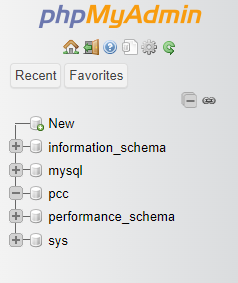 phpMyAdmin
Recent Favorites
New
information_schema
mysql
pcc
performance_schema
sys